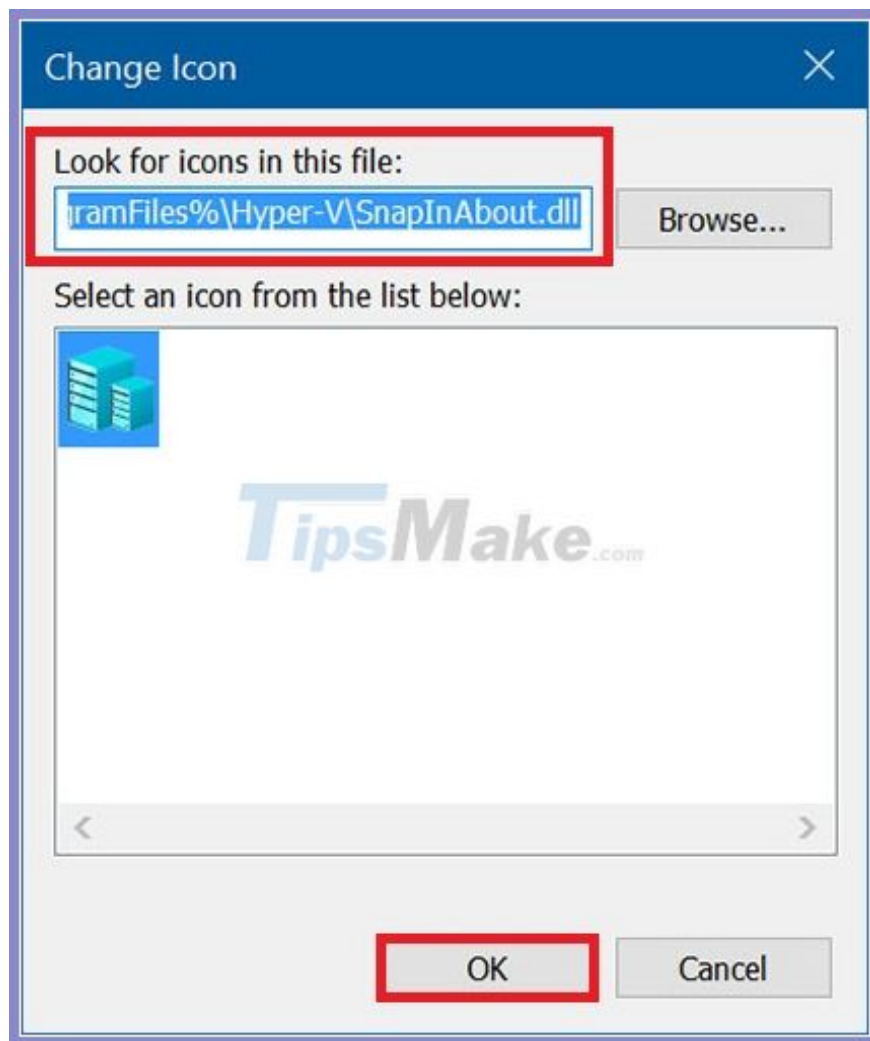 Change Icon
Look for icons in this file:
gramFiles%\Hyper-V\SnapInAbout.dll
Browse...
Select an icon from the list below:
TipsMake.com
OK
Cancel